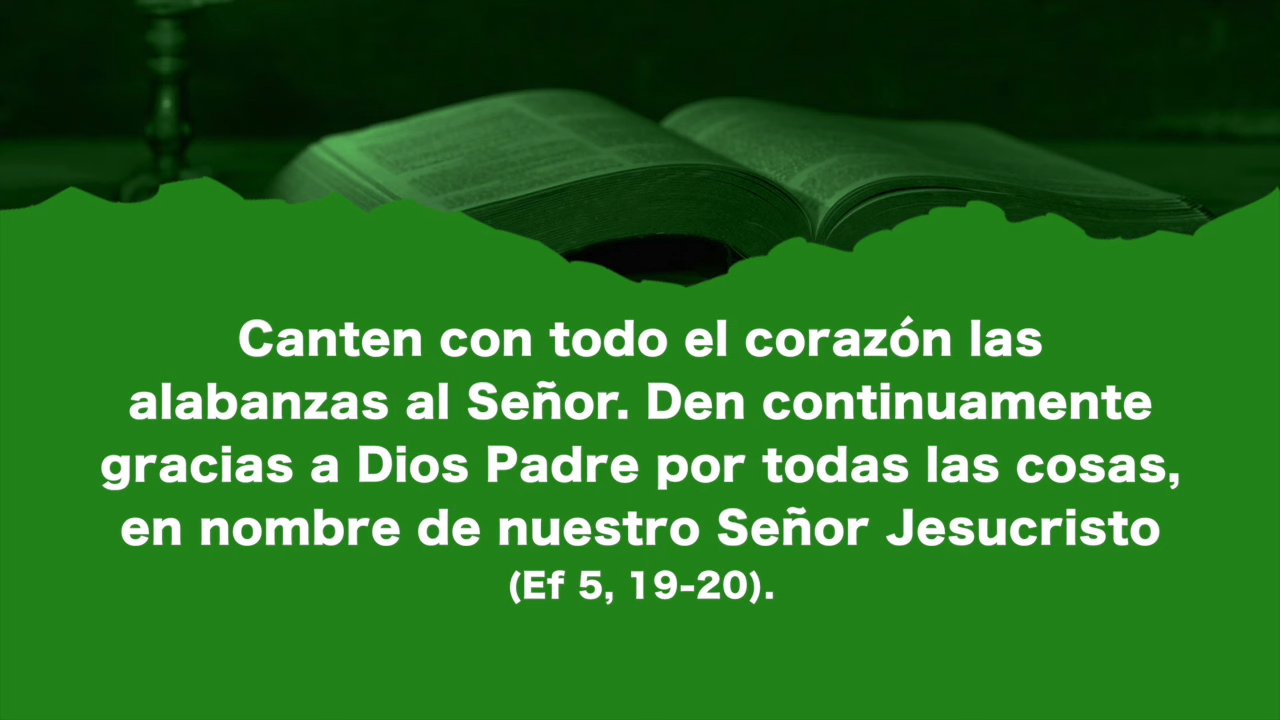 Canten con todo el corazón las
alabanzas al Señor. Den continuamente
gracias a Dios Padre por todas las cosas,
en nombre de nuestro Señor Jesucristo
(Ef 5, 19-20).